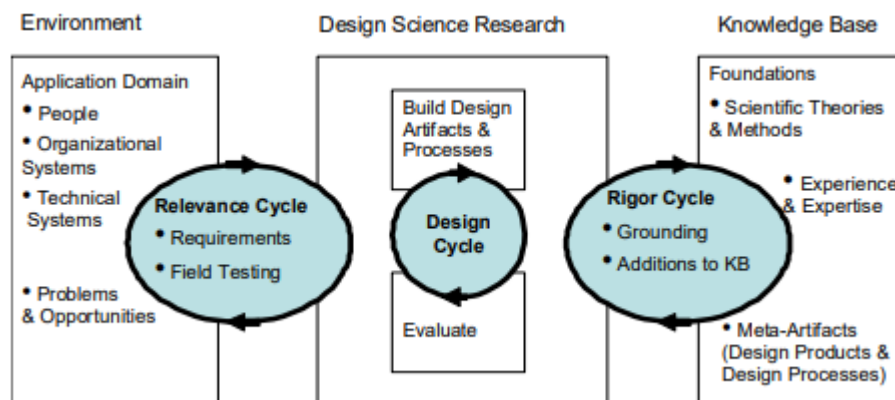 Environment
Design Science Research
Knowledge Base
Application Domain
• People
• Organizational
Systems
• Technical
Systems
• Problems
& Opportunities
Relevance Cycle
• Requirements
• Field Testing
Build Design
Artifacts &
Processes
Design
Cycle
Evaluate
Rigor Cycle
• Grounding
• Additions to KB
Foundations
• Scientific Theories
& Methods
• Experience
& Expertise
• Meta-Artifacts
(Design Products &
Design Processes)